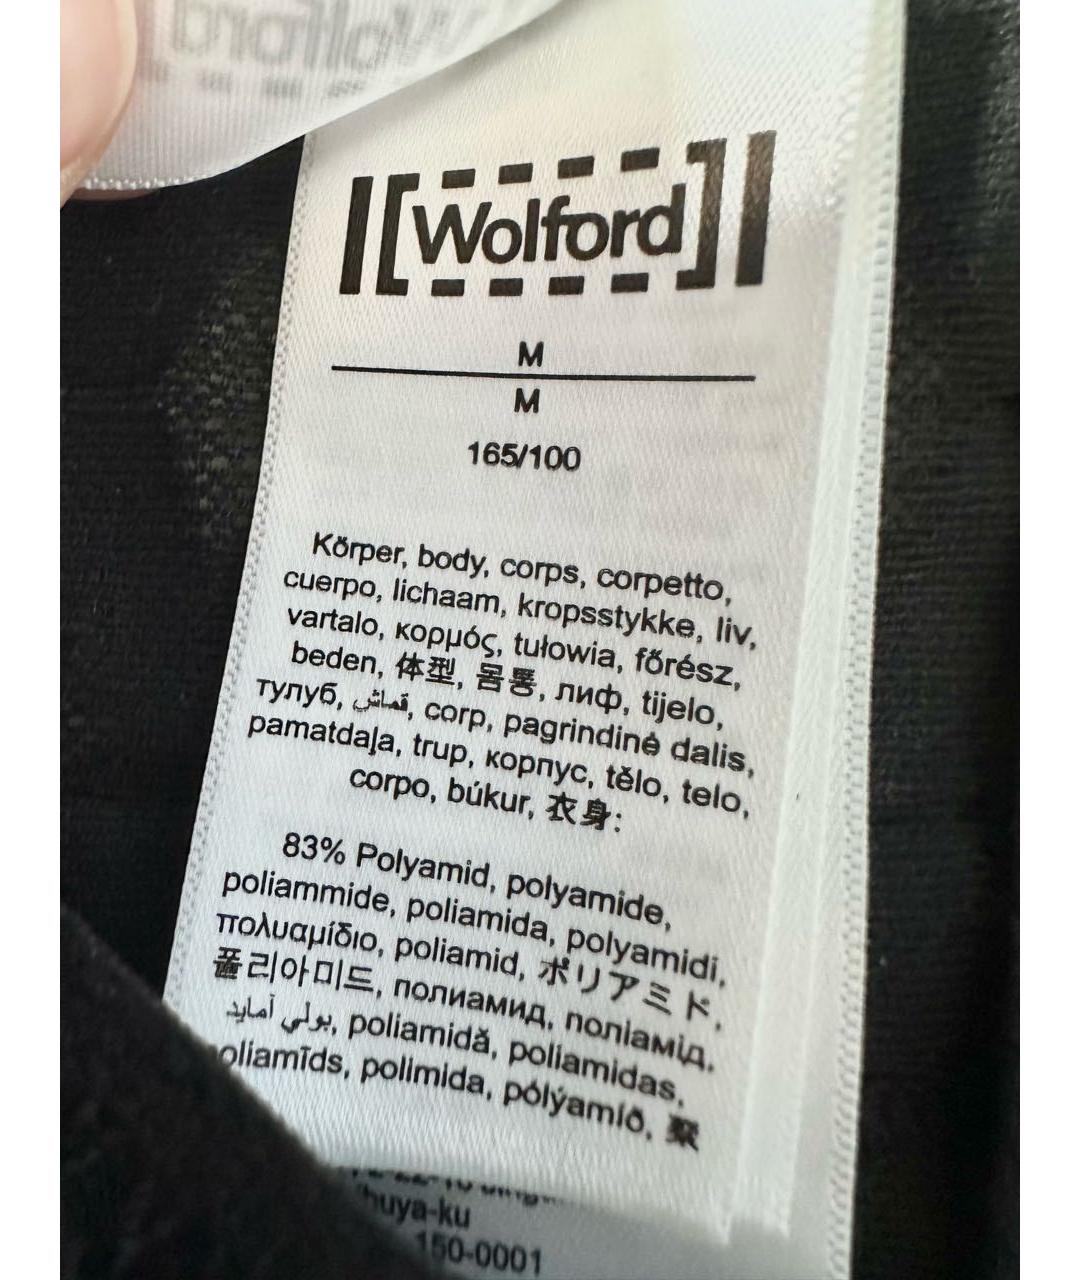 Wolford
M
M
165/100
Körper, body, corps, corpetto,
cuerpo, lichaam, kropsstykke, liv,
vartalo, κορμός, tułowia, főrész,
beden, 体型, 몸통, лиф, tijelo,
тулуб, قماش, corp, pagrindinė dalis,
pamatdaļa, trup, корпус, tělo, telo,
corpo, búkur, 衣身:
83% Polyamid, polyamide,
poliammide, poliamida, polyamidi,
πολυαμίδιο, poliamid, ポリアミド,
폴리아미드, полиамид, поліамід,
بولي آمايد, poliamidă, poliamidas,
oliamīds, polimida, pólýamíð, 聚
huya-ku
150-0001